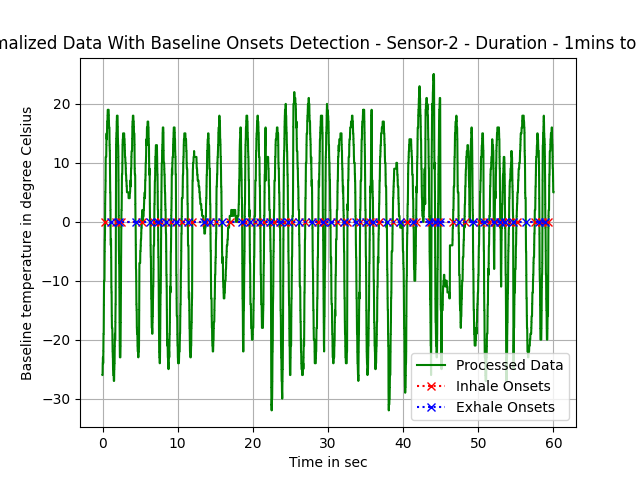 malized Data With Baseline Onsets Detection - Sensor-2 - Duration - 1mins to
Baseline temperature in degree Celsius
20
10
0
−10
−20
−30
0
10
20
30
40
50
60
Time in sec
Processed Data
Inhale Onsets
Exhale Onsets